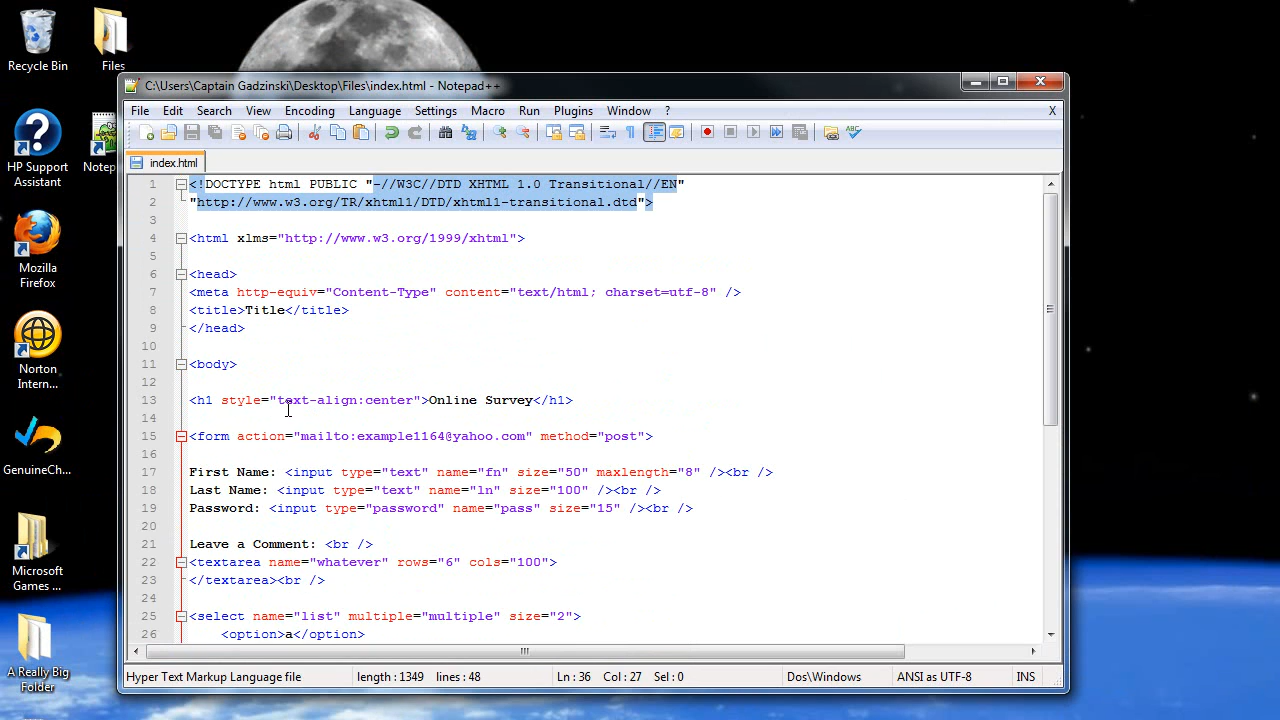 Recycle Bin
Files
HP Support
Assistant
Notep
Mozilla
Firefox
Norton
Intern...
GenuineCh...
Microsoft
Games ...
A Really Big
Folder
C:\Users\Captain Gadzinski\Desktop\Files\index.html - Notepad++
File Edit Search View Encoding Language Settings Macro Run Plugins Window ? X
index.html
1 <!DOCTYPE html PUBLIC "-//W3C//DTD XHTML 1.0 Transitional//EN"
2 "http://www.w3.org/TR/xhtml1/DTD/xhtml1-transitional.dtd">
3
4 <html xlms="http://www.w3.org/1999/xhtml">
5
6 <head>
7 <meta http-equiv="Content-Type" content="text/html; charset=utf-8" />
8 <title>Title</title>
9 </head>
10
11 <body>
12
13 <h1 style="text-align:center">Online Survey</h1>
14
15 <form action="mailto:example1164@yahoo.com" method="post">
16
17 First Name: <input type="text" name="fn" size="50" maxlength="8" /><br />
18 Last Name: <input type="text" name="ln" size="100" /><br />
19 Password: <input type="password" name="pass" size="15" /><br />
20
21 Leave a Comment: <br />
22 <textarea name="whatever" rows="6" cols="100">
23 </textarea><br />
24
25 <select name="list" multiple="multiple" size="2">
26 <option>a</option>
Hyper Text Markup Language file length : 1349 lines : 48 Ln : 36 Col : 27 Sel : 0 Dos\Windows ANSI as UTF-8 INS